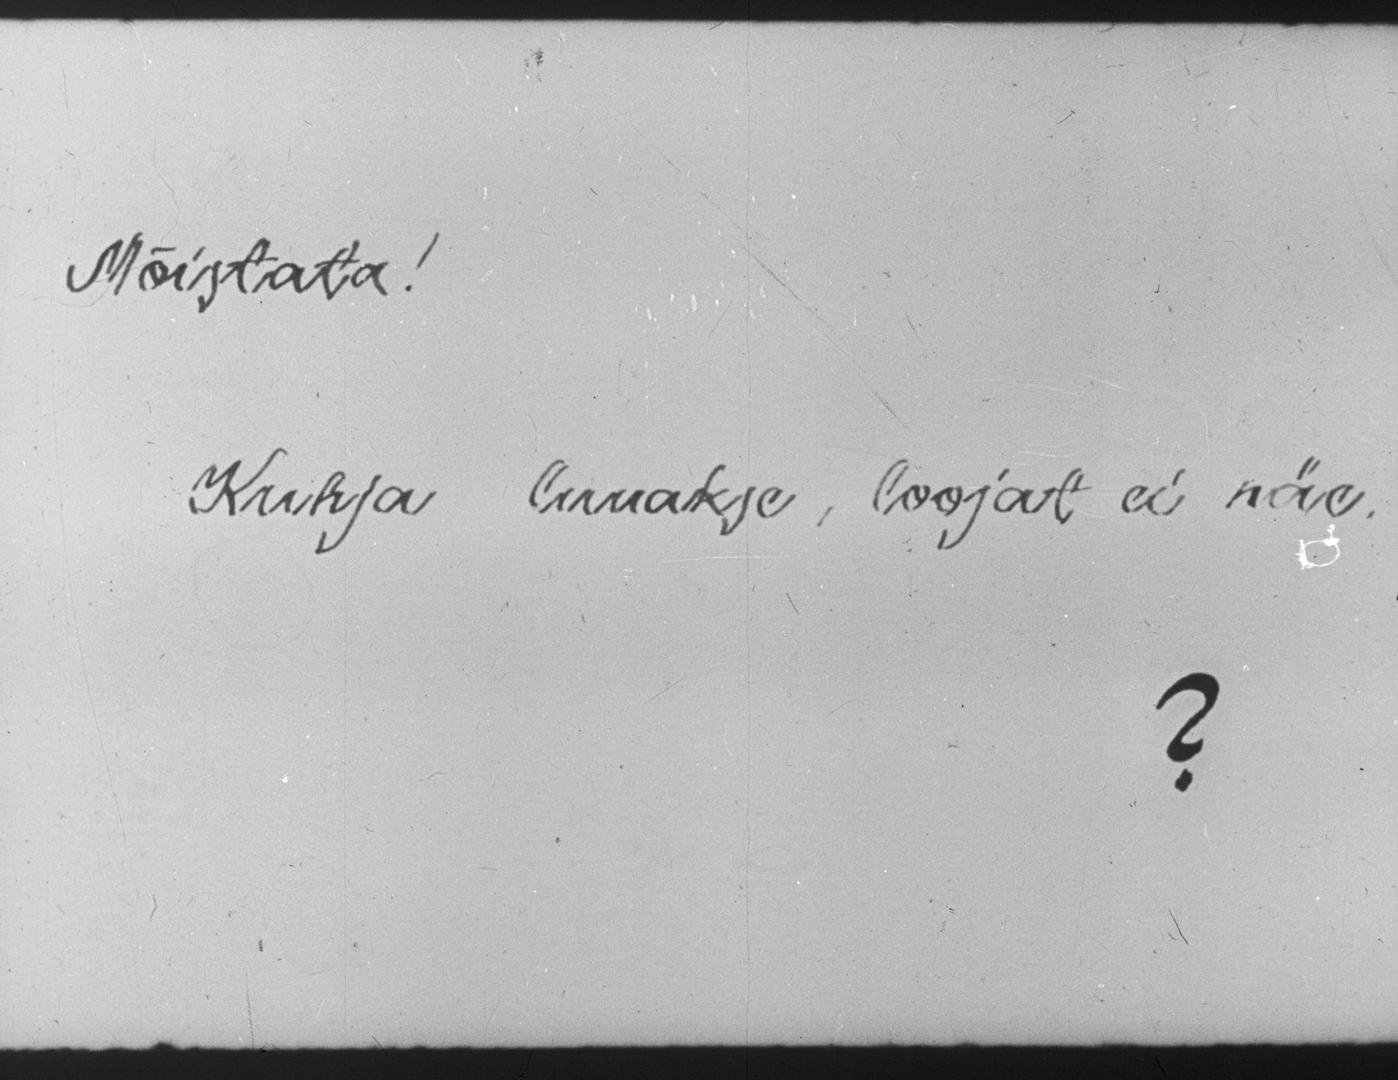 Mõistata!
Kuhja luuakse, loojat ei näe.
?